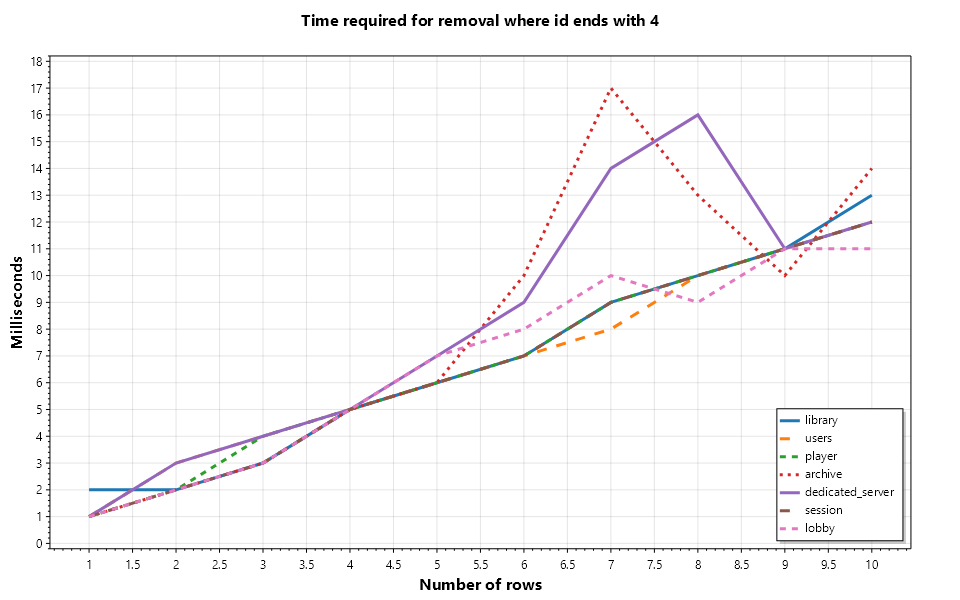 Time required for removal where id ends with 4
Milliseconds
18
17
16
15
14
13
12
11
10
9
8
7
6
5
4
3
2
1
0
1 1.5 2 2.5 3 3.5 4 4.5 5 5.5 6 6.5 7 7.5 8 8.5 9 9.5 10
Number of rows
library
users
player
archive
dedicated_server
session
lobby